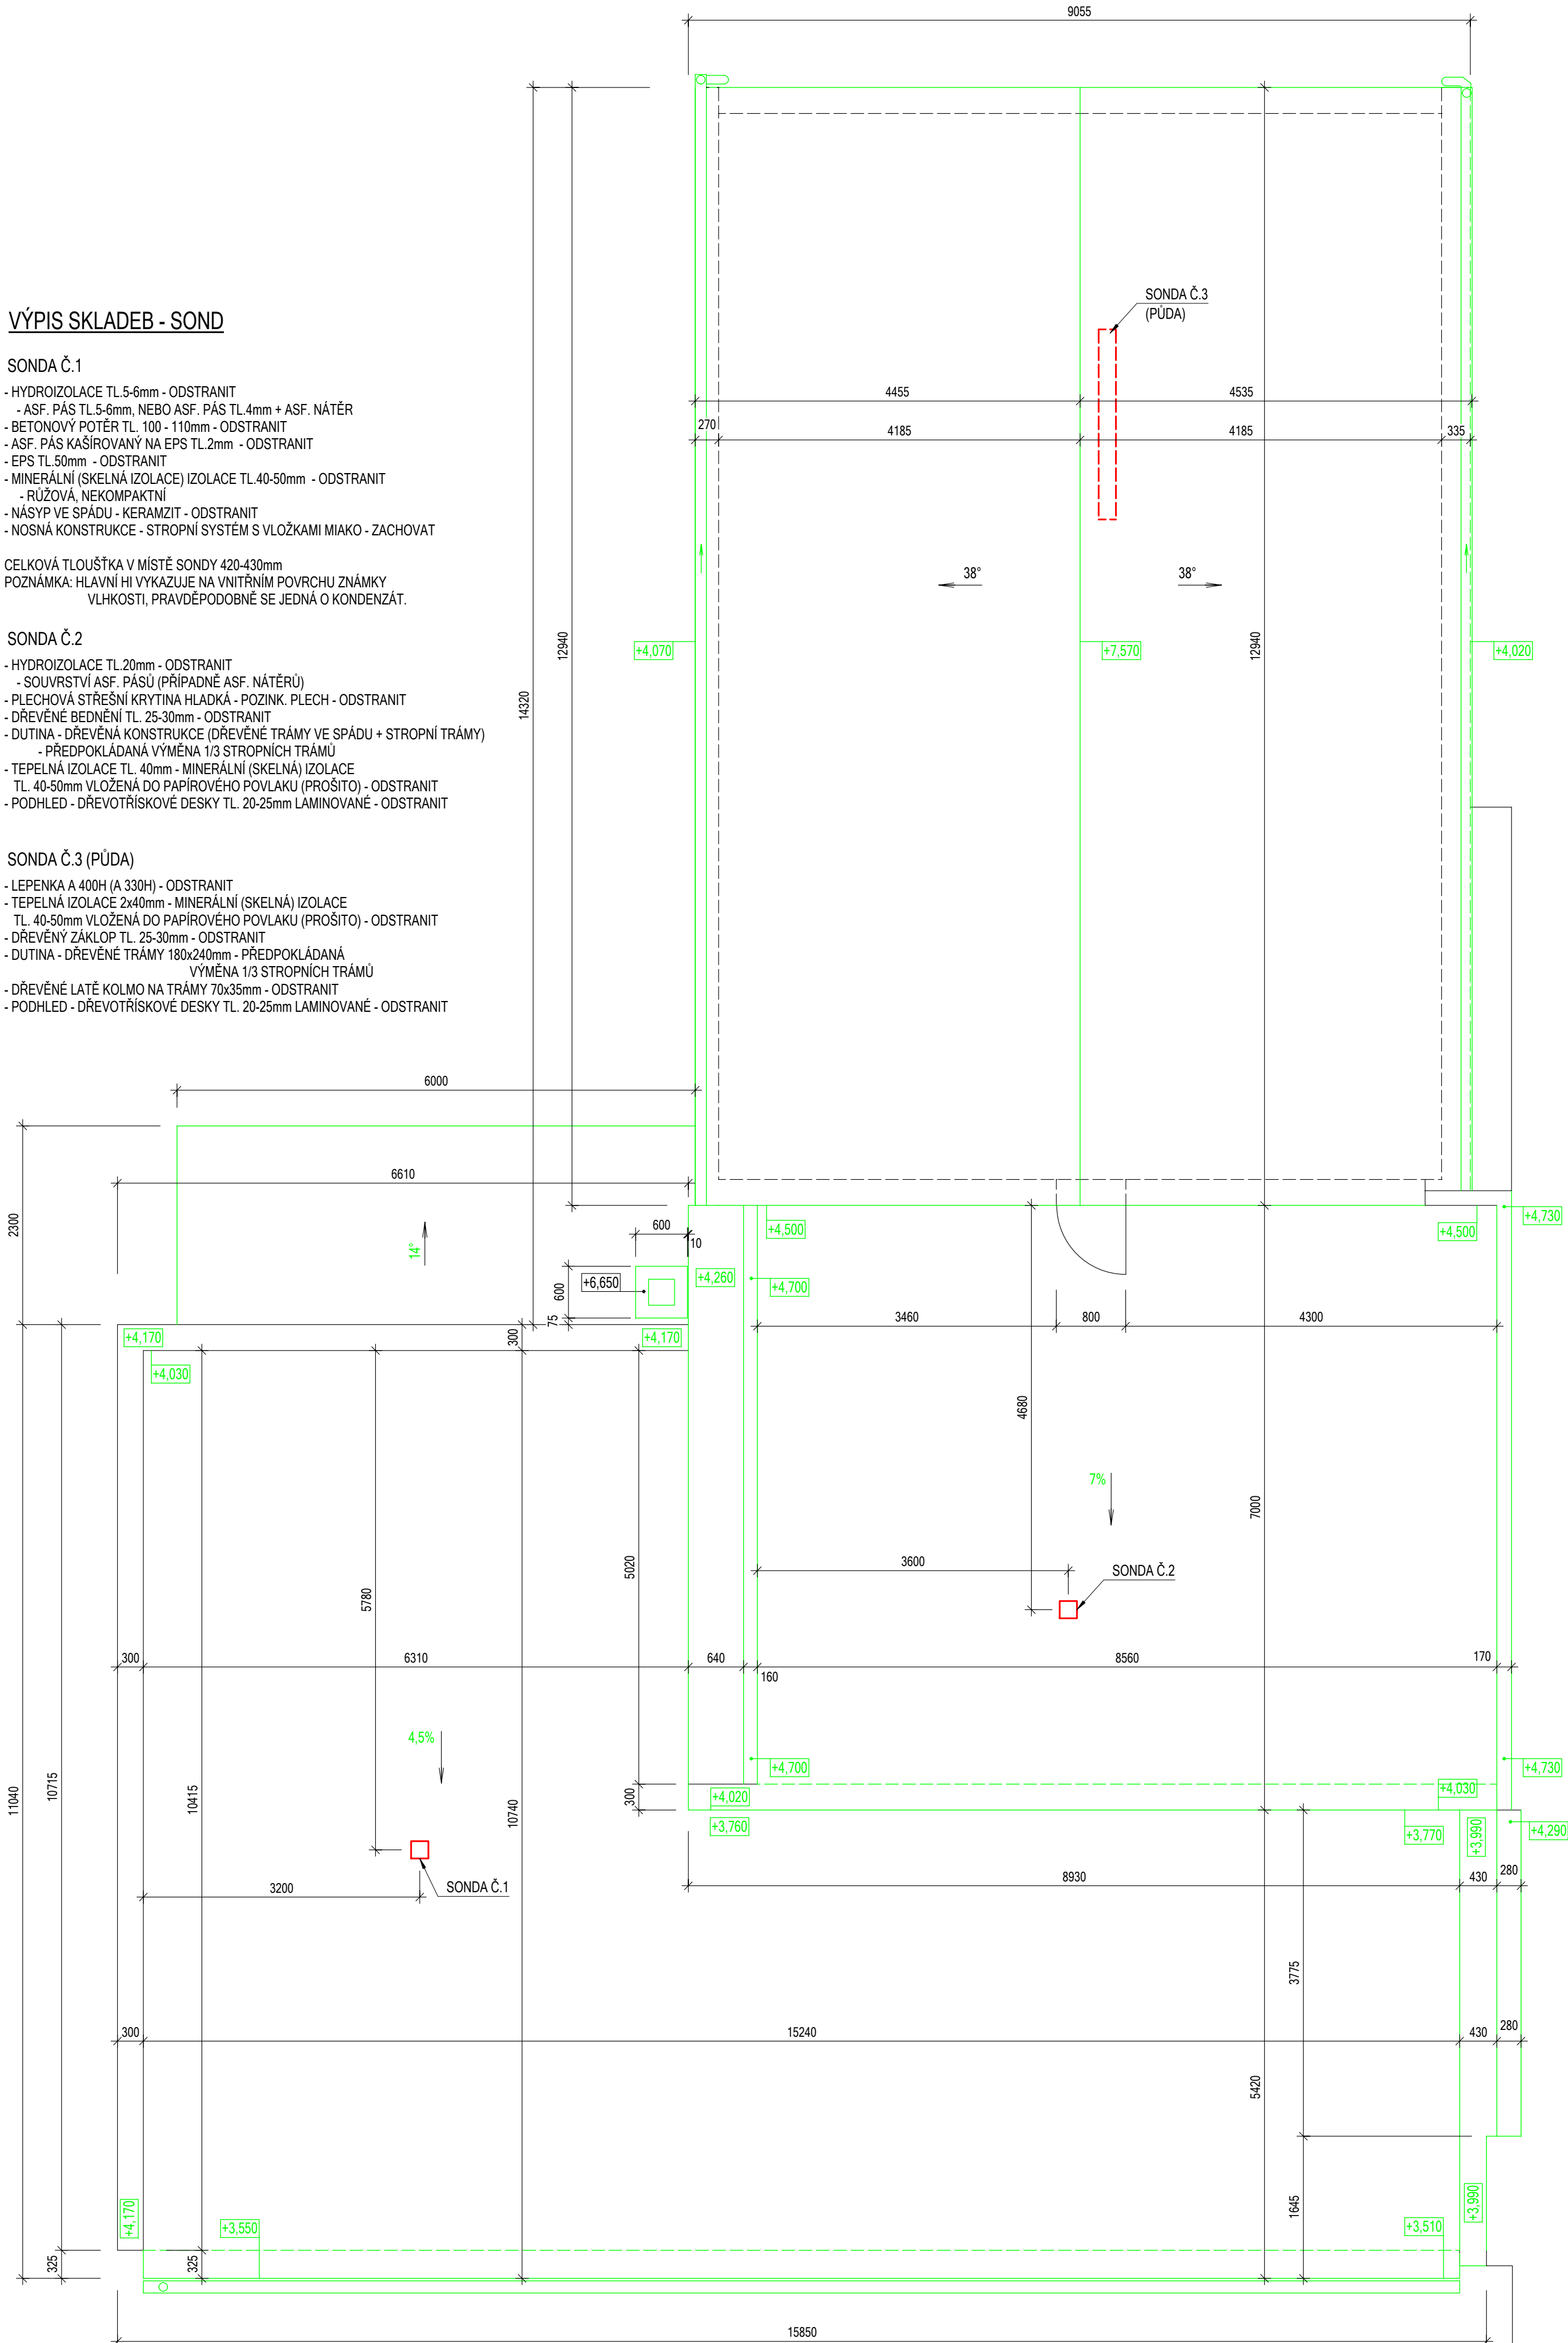 9055
VÝPIS SKLADEB - SOND
SONDA Č.1
- HYDROIZOLACE TL.5-6mm - ODSTRANIT
- ASF. PÁS TL.5-6mm, NEBO ASF. PÁS TL.4mm + ASF. NÁTĚR
- BETONOVÝ POTĚR TL. 100 - 110mm - ODSTRANIT
- ASF. PÁS KAŠÍROVANÝ NA EPS TL.2mm - ODSTRANIT
- EPS TL.50mm - ODSTRANIT
- MINERÁLNÍ (SKELNÁ IZOLACE) IZOLACE TL.40-50mm - ODSTRANIT
- RŮŽOVÁ, NEKOMPAKTNÍ
- NÁSYP VE SPÁDU - KERAMZIT - ODSTRANIT
- NOSNÁ KONSTRUKCE - STROPNÍ SYSTÉM S VLOŽKAMI MIAKO - ZACHOVAT
CELKOVÁ TLOUŠŤKA V MÍSTĚ SONDY 420-430mm
POZNÁMKA: HLAVNÍ HI VYKAZUJE NA VNITŘNÍM POVRCHU ZNÁMKY
VLHKOSTI, PRAVDĚPODOBNĚ SE JEDNÁ O KONDENZÁT.
SONDA Č.2
- HYDROIZOLACE TL.20mm - ODSTRANIT
- SOUVRSTVÍ ASF. PÁSŮ (PŘÍPADNĚ ASF. NÁTĚRŮ)
- PLECHOVÁ STŘEŠNÍ KRYTINA HLADKÁ - POZINK. PLECH - ODSTRANIT
- DŘEVĚNÉ BEDNĚNÍ TL. 25-30mm - ODSTRANIT
- DUTINA - DŘEVĚNÁ KONSTRUKCE (DŘEVĚNÉ TRÁMY VE SPÁDU + STROPNÍ TRÁMY)
- PŘEDPOKLÁDANÁ VÝMĚNA 1/3 STROPNÍCH TRÁMŮ
- TEPELNÁ IZOLACE TL. 40mm - MINERÁLNÍ (SKELNÁ) IZOLACE
TL. 40-50mm VLOŽENÁ DO PAPÍROVÉHO POVLAKU (PROŠITO) - ODSTRANIT
- PODHLED - DŘEVOTŘÍSKOVÉ DESKY TL. 20-25mm LAMINOVANÉ - ODSTRANIT
SONDA Č.3 (PŮDA)
- LEPENKA A 400H (A 330H) - ODSTRANIT
- TEPELNÁ IZOLACE 2x40mm - MINERÁLNÍ (SKELNÁ) IZOLACE
TL. 40-50mm VLOŽENÁ DO PAPÍROVÉHO POVLAKU (PROŠITO) - ODSTRANIT
- DŘEVĚNÝ ZÁKLOP TL. 25-30mm - ODSTRANIT
- DUTINA - DŘEVĚNÉ TRÁMY 180x240mm - PŘEDPOKLÁDANÁ
VÝMĚNA 1/3 STROPNÍCH TRÁMŮ
- DŘEVĚNÉ LATĚ KOLMO NA TRÁMY 70x35mm - ODSTRANIT
- PODHLED - DŘEVOTŘÍSKOVÉ DESKY TL. 20-25mm LAMINOVANÉ - ODSTRANIT
SONDA Č.3
(PŮDA)
4455
4535
270
4185
4185
335
38°
38°
12940
14320
12940
+4,070
+7,570
+4,020
6000
6610
2300
14°
600
10
600
75
+6,650
+4,260
+4,500
+4,700
+4,500
+4,730
+4,170
+4,030
300
+4,170
3460
800
4300
4680
7%
7000
3600
SONDA Č.2
5020
5780
300
6310
640
160
8560
170
4,5%
+4,700
+4,730
11040
10715
10415
10740
300
+4,020
+3,760
+4,030
+3,770
+3,990
+4,290
8930
430
280
3200
SONDA Č.1
3775
300
15240
430
280
5420
1645
+4,170
+3,550
+3,510
+3,990
325
325
15850